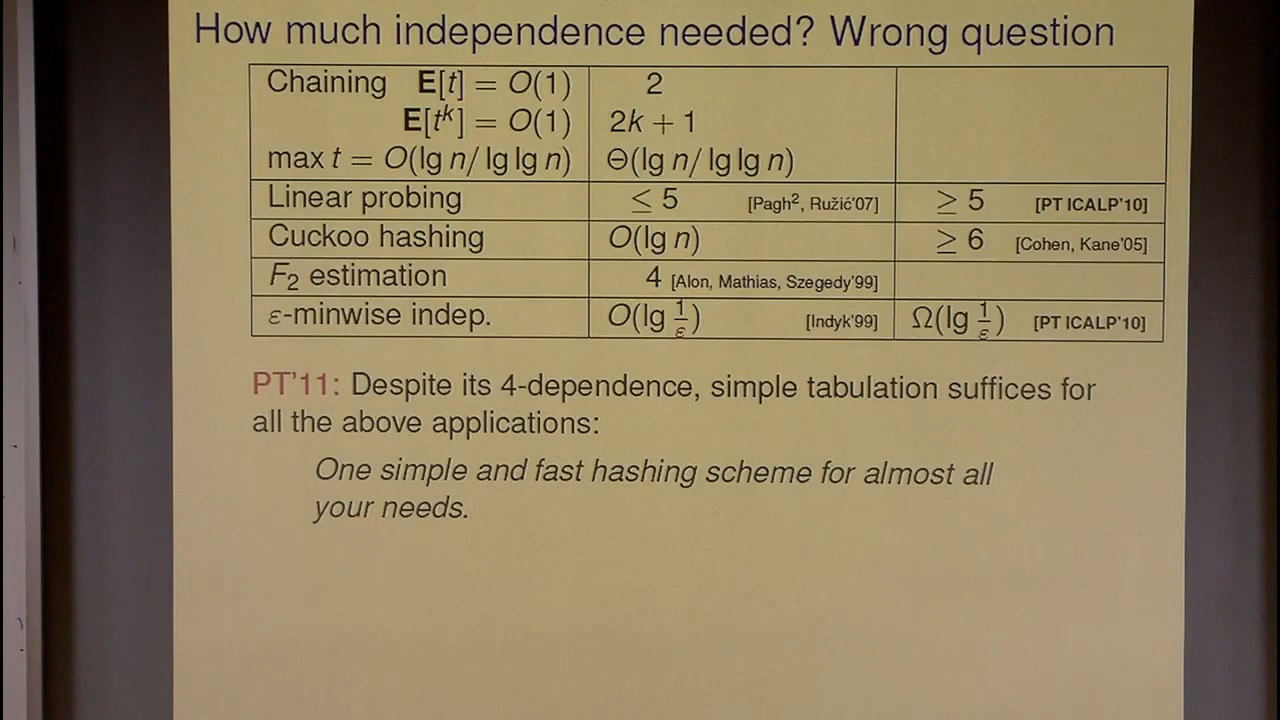 How much independence needed? Wrong question
Chaining E[t] = O(1) 2
E[tᵏ] = O(1) 2k + 1
max t = O(lg n/ lg lg n) Θ(lg n/ lg lg n)
Linear probing ≤ 5 [Pagh², Ružić'07] ≥ 5 [PT ICALP'10]
Cuckoo hashing O(lg n) ≥ 6 [Cohen, Kane'05]
F₂ estimation 4 [Alon, Mathias, Szegedy'99]
ε-minwise indep. O(lg 1/ε) [Indyk'99] Ω(lg 1/ε) [PT ICALP'10]
PT'11: Despite its 4-dependence, simple tabulation suffices for
all the above applications:
One simple and fast hashing scheme for almost all
your needs.